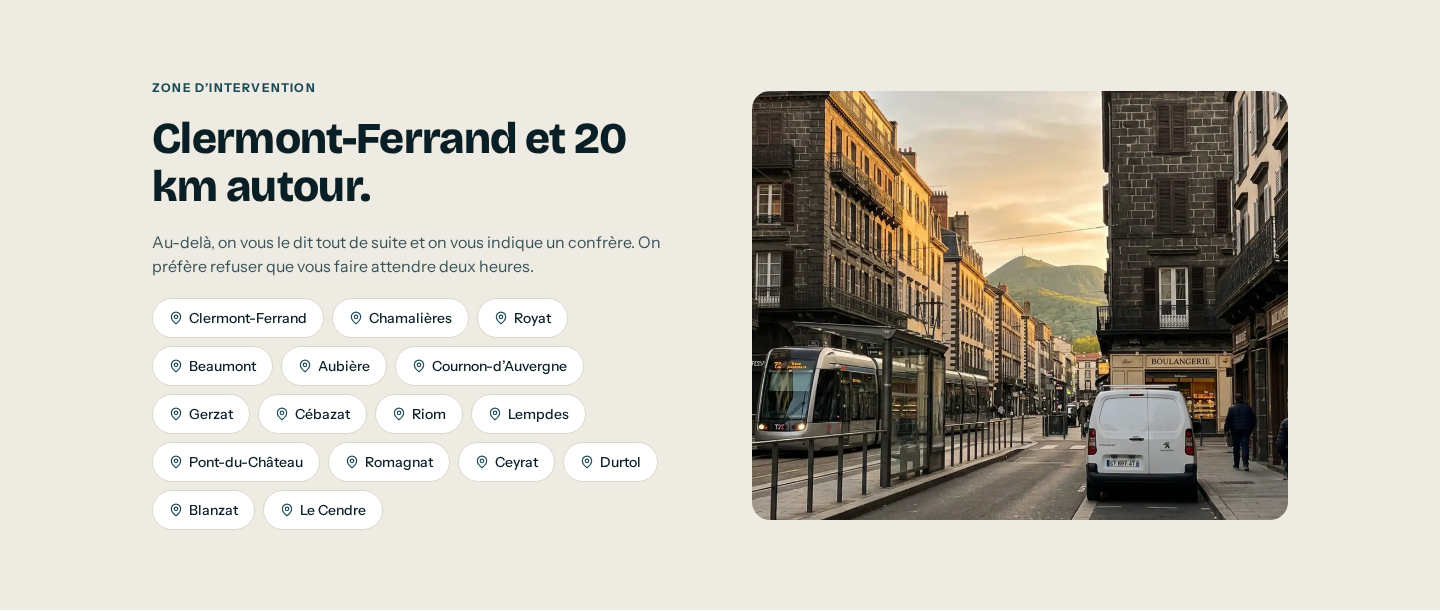 ZONE D’INTERVENTION
Clermont-Ferrand et 20
km autour.
Au-delà, on vous le dit tout de suite et on vous indique un confrère. On
préfère refuser que vous faire attendre deux heures.
Clermont-Ferrand
Chamalières
Royat
Beaumont
Aubière
Cournon-d’Auvergne
Gerzat
Cébazat
Riom
Lempdes
Pont-du-Château
Romagnat
Ceyrat
Durtol
Blanzat
Le Cendre
BOULANGERIE